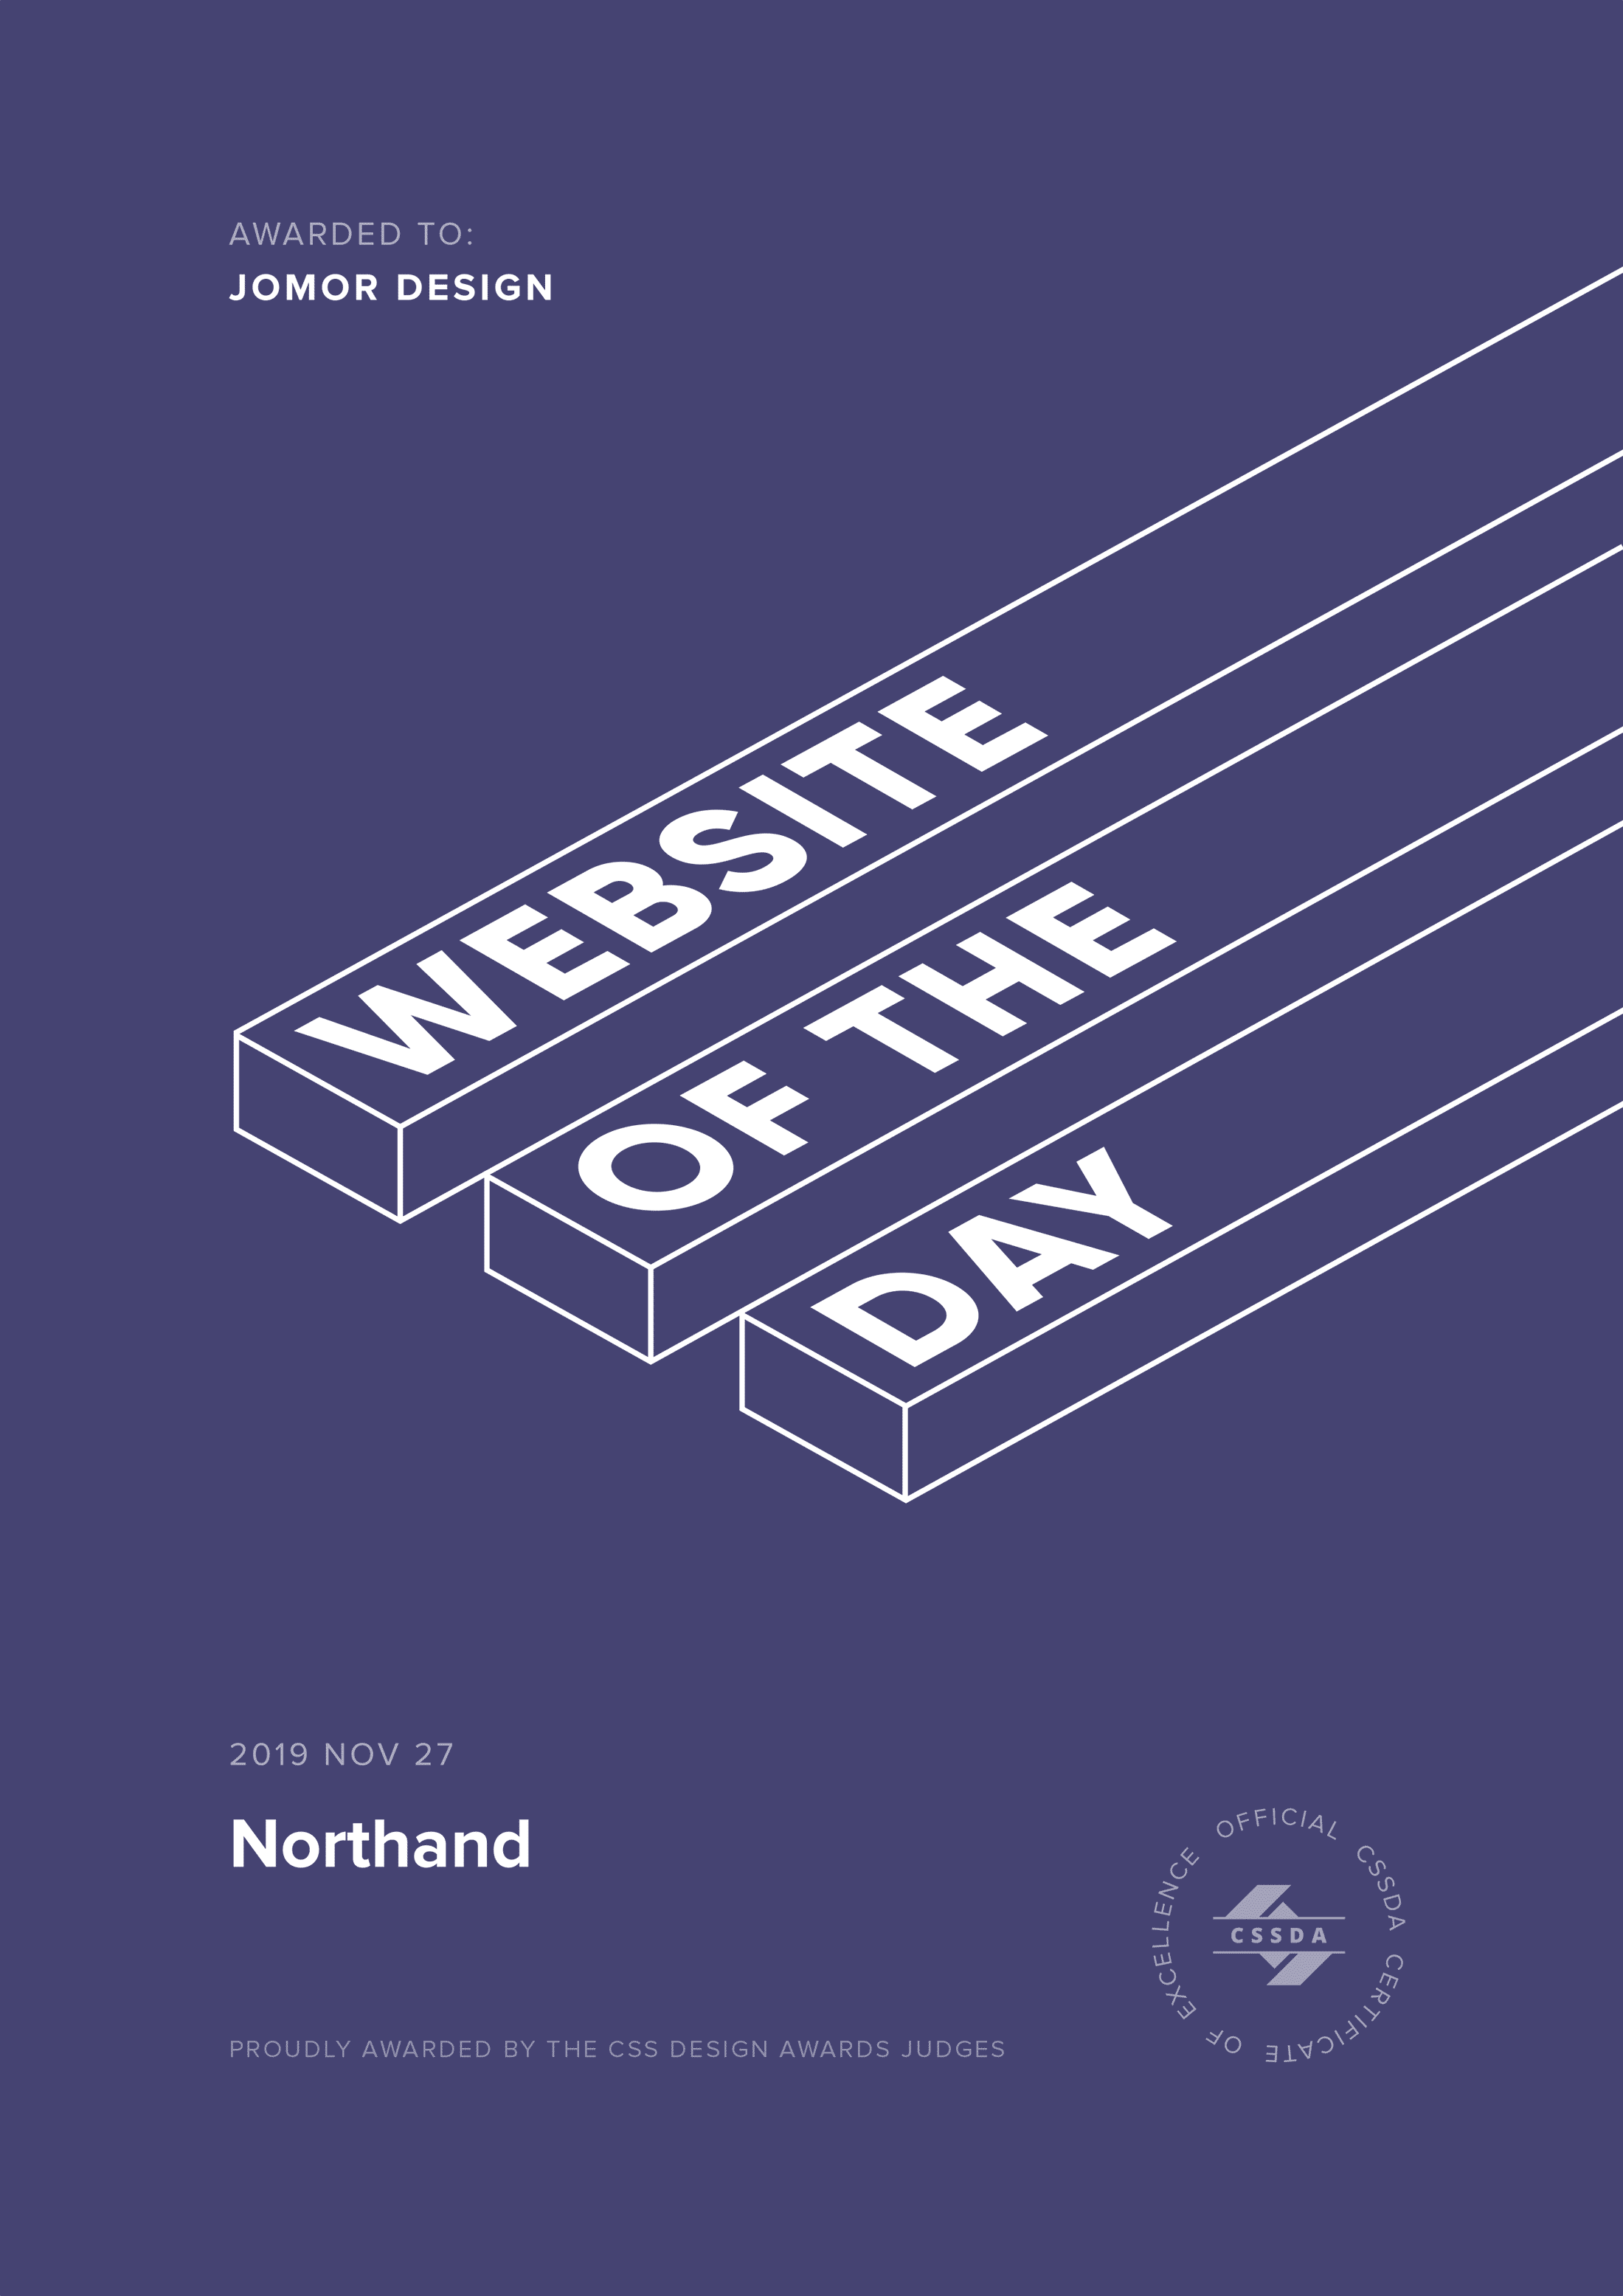 AWARDED TO:
JOMOR DESIGN
WEBSITE
OF THE
DAY
2019 NOV 27
Northand
OFFICIAL CSSDA CERTIFICATE OF EXCELLENCE
CSSDA
PROUDLY AWARDED BY THE CSS DESIGN AWARDS JUDGES